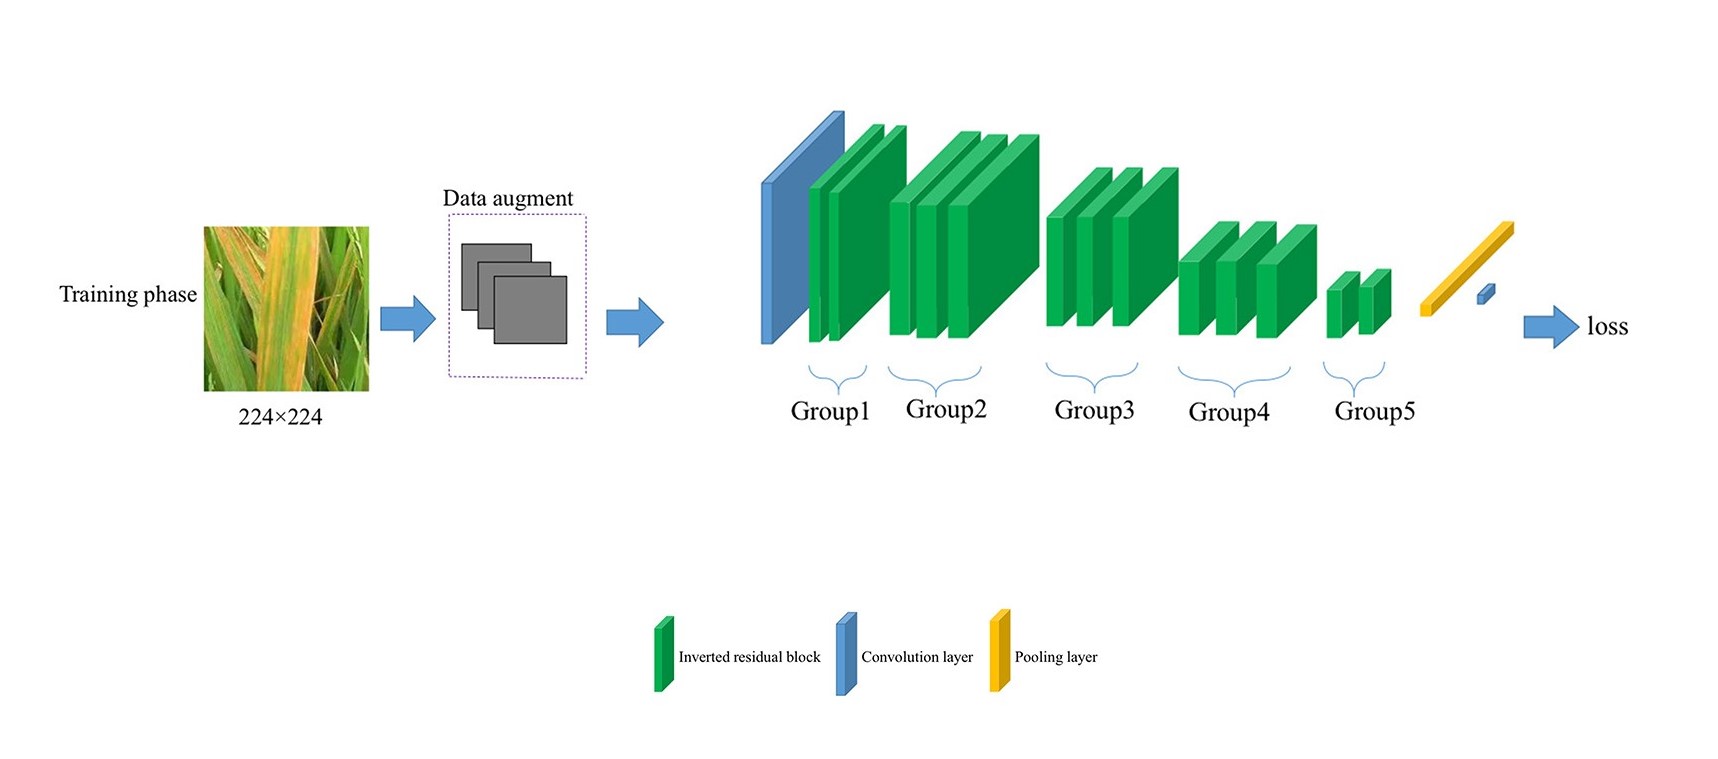 Data augment
Training phase
224×224
loss
Group1
Group2
Group3
Group4
Group5
Inverted residual block
Convolution layer
Pooling layer